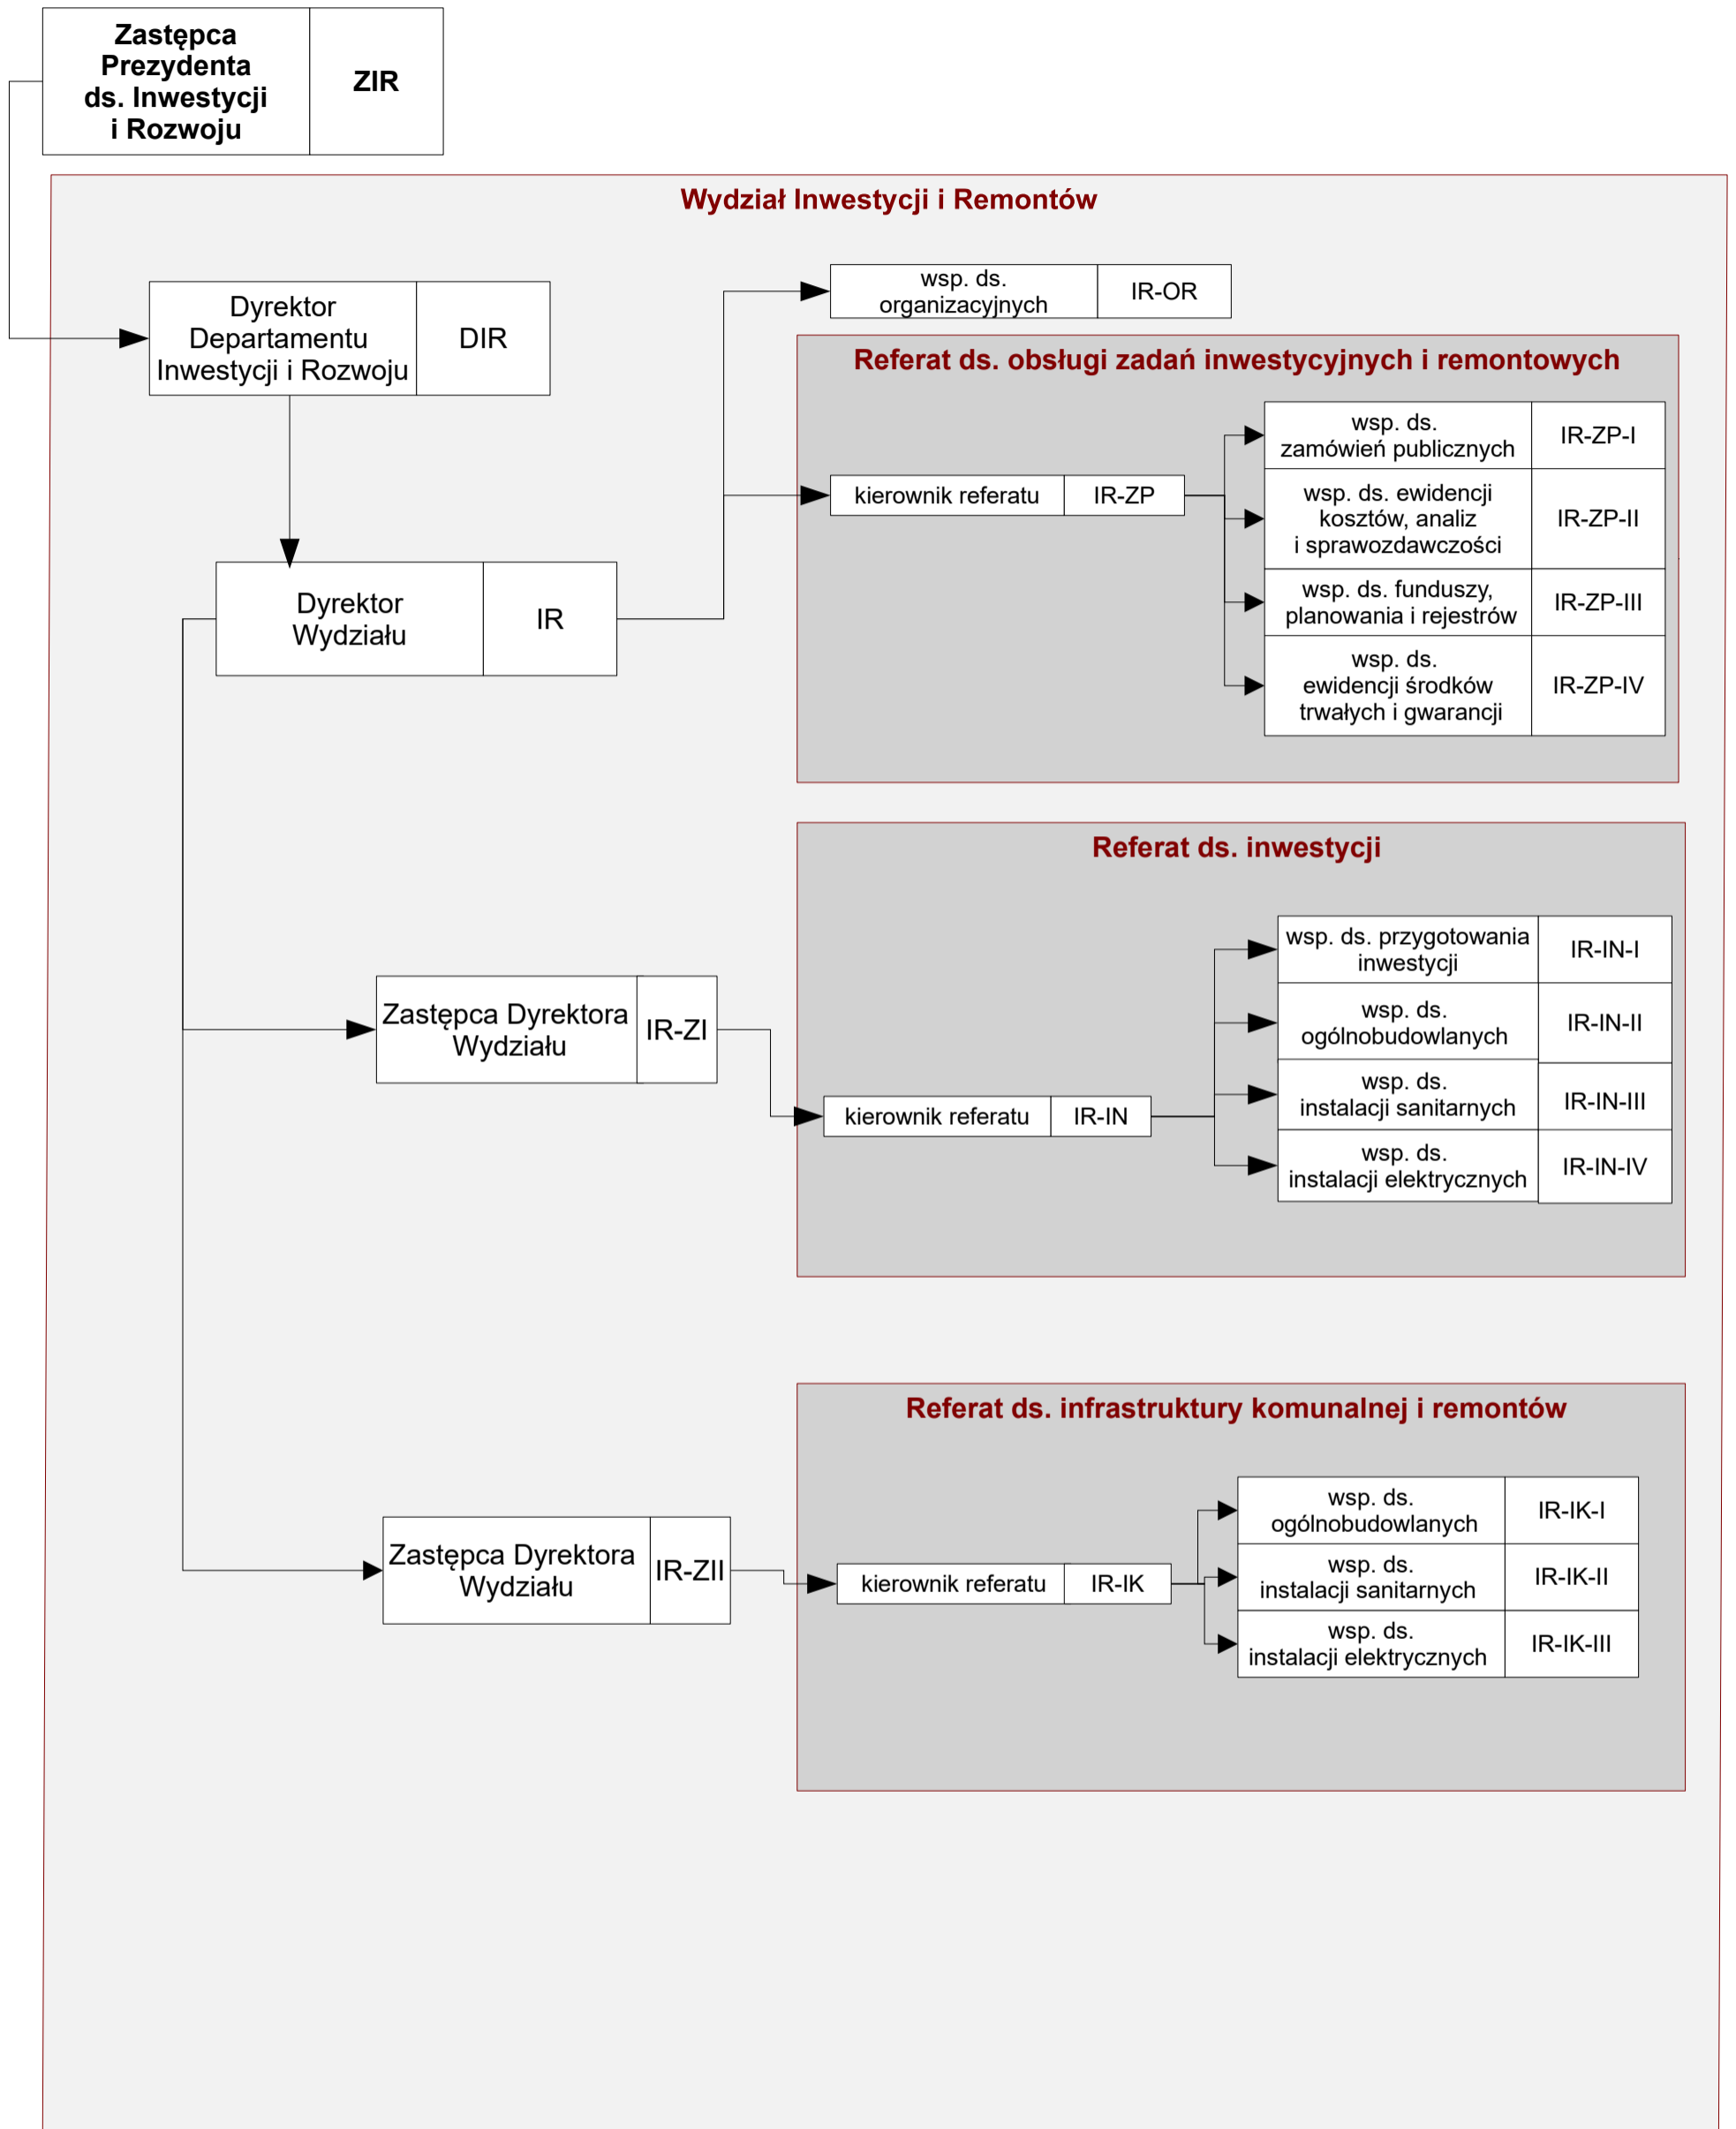 Zastępca
Prezydenta
ds. Inwestycji
i Rozwoju
ZIR
Wydział Inwestycji i Remontów
Dyrektor
Departamentu
Inwestycji i Rozwoju
DIR
wsp. ds.
organizacyjnych
IR-OR
Referat ds. obsługi zadań inwestycyjnych i remontowych
kierownik referatu
IR-ZP
wsp. ds.
zamówień publicznych
IR-ZP-I
wsp. ds. ewidencji
kosztów, analiz
i sprawozdawczości
IR-ZP-II
wsp. ds. funduszy,
planowania i rejestrów
IR-ZP-III
wsp. ds.
ewidencji środków
trwałych i gwarancji
IR-ZP-IV
Dyrektor
Wydziału
IR
Referat ds. inwestycji
Zastępca Dyrektora
Wydziału
IR-ZI
kierownik referatu
IR-IN
wsp. ds. przygotowania
inwestycji
IR-IN-I
wsp. ds.
ogólnobudowlanych
IR-IN-II
wsp. ds.
instalacji sanitarnych
IR-IN-III
wsp. ds.
instalacji elektrycznych
IR-IN-IV
Referat ds. infrastruktury komunalnej i remontów
Zastępca Dyrektora
Wydziału
IR-ZII
kierownik referatu
IR-IK
wsp. ds.
ogólnobudowlanych
IR-IK-I
wsp. ds.
instalacji sanitarnych
IR-IK-II
wsp. ds.
instalacji elektrycznych
IR-IK-III